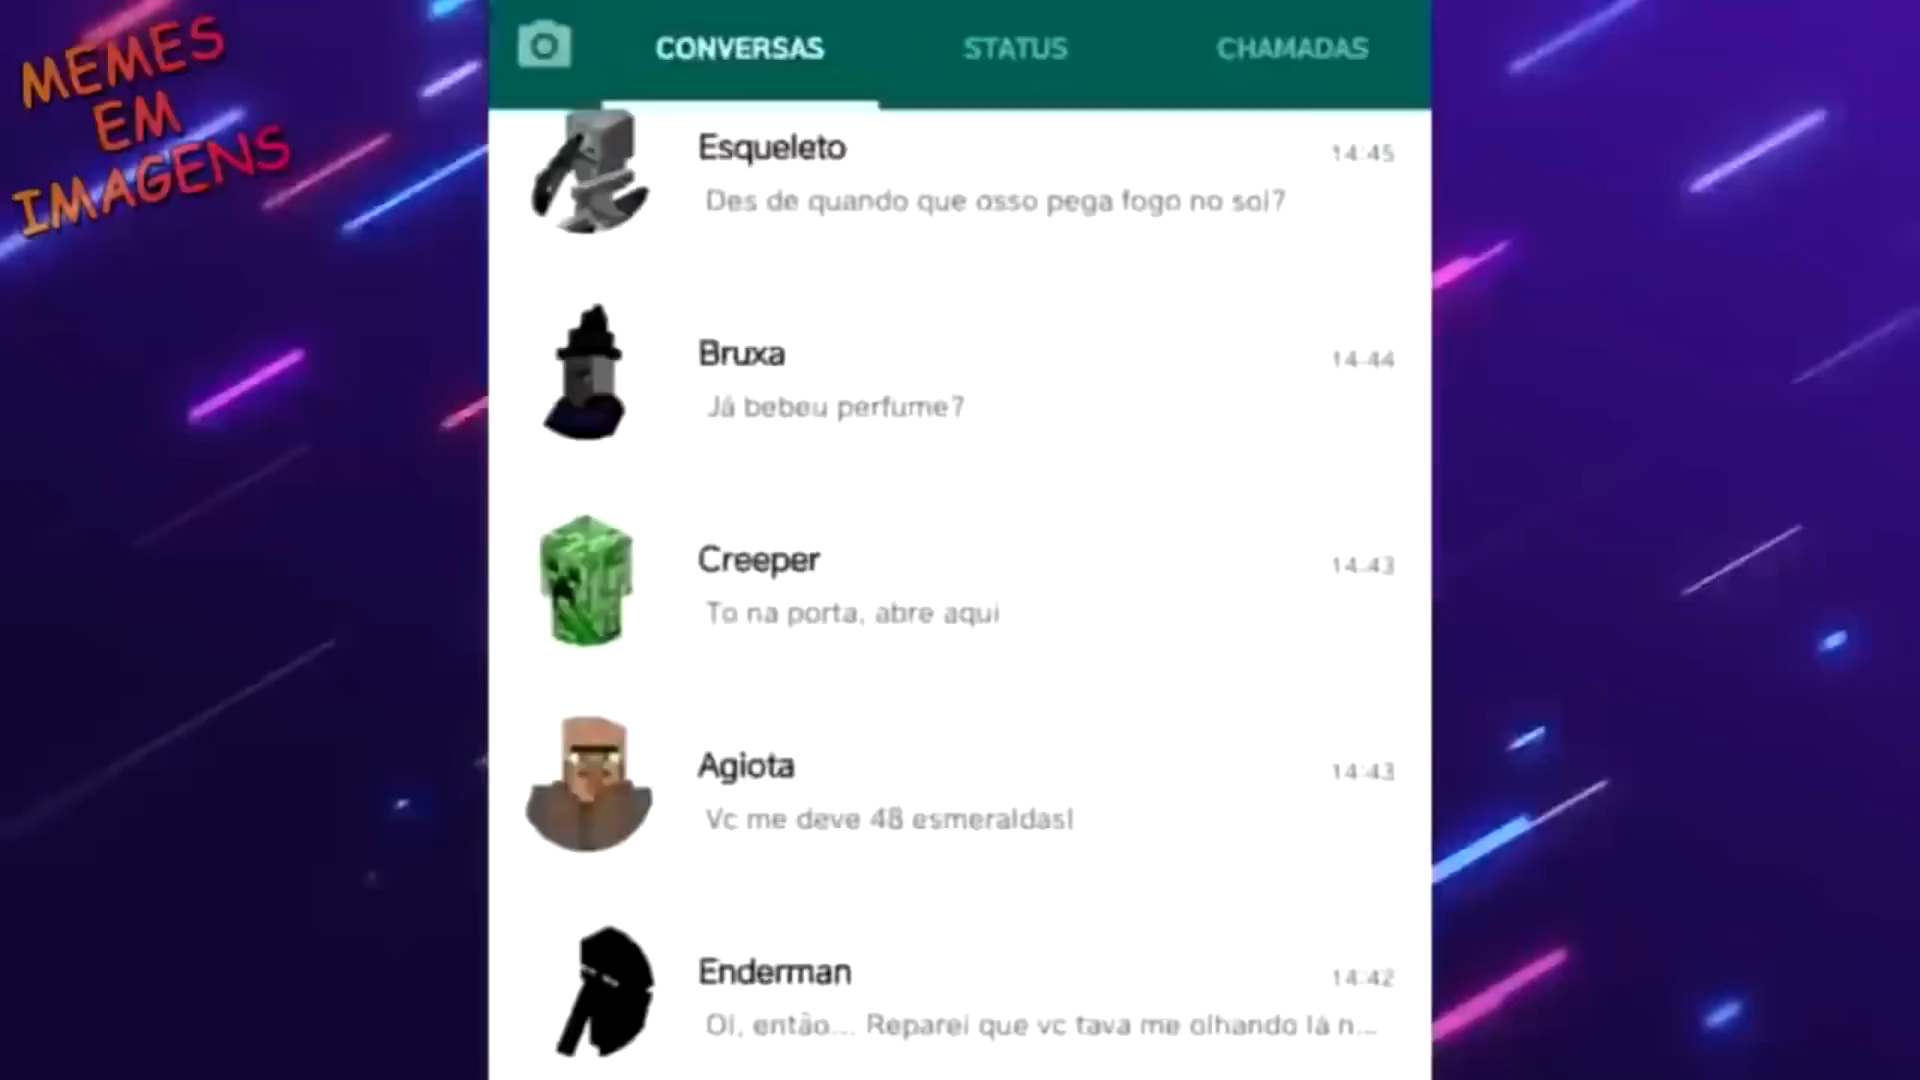 MEMES
EM
IMAGENS
CONVERSAS
STATUS
CHAMADAS
Esqueleto
14:45
Des de quando que osso pega fogo no sol?
Bruxa
14:44
Já bebeu perfume?
Creeper
14:43
To na porta, abre aqui
Agiota
14:43
Vc me deve 48 esmeraldas!
Enderman
14:42
Oi, então... Reparei que vc tava me olhando lá n...